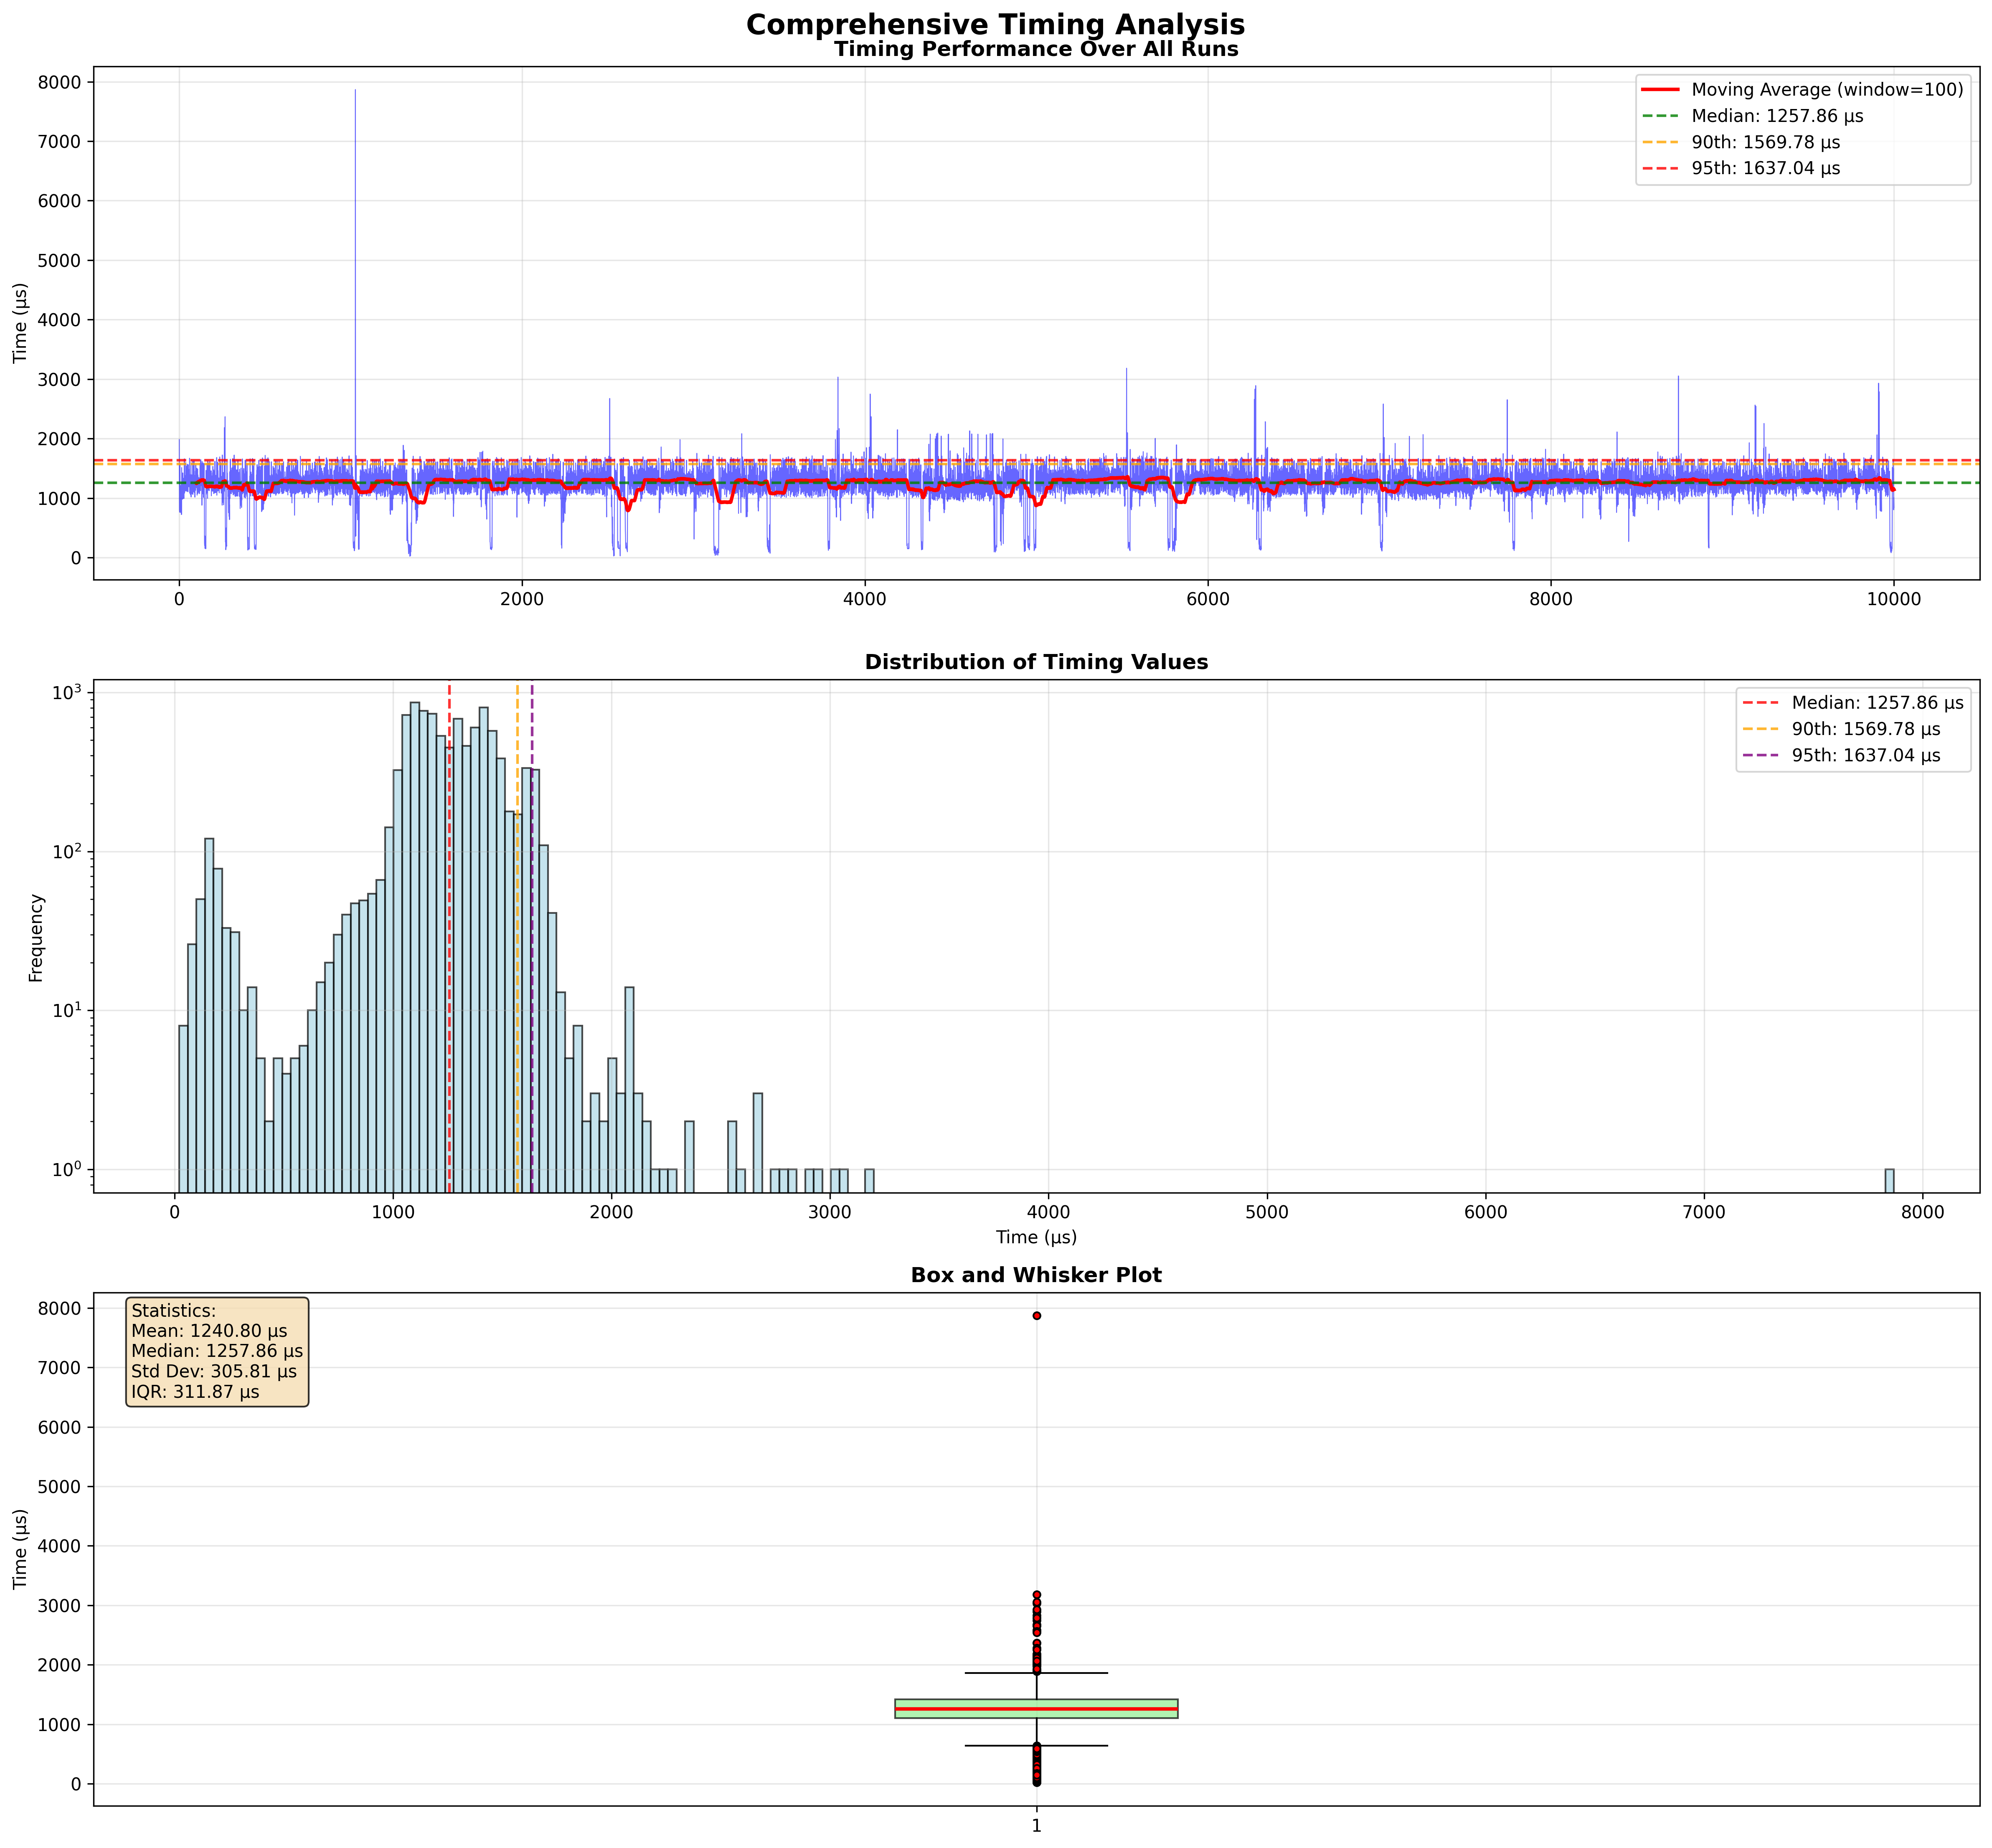 Comprehensive Timing Analysis
Timing Performance Over All Runs
Time (µs)
8000
7000
6000
5000
4000
3000
2000
1000
0
Moving Average (window=100)
Median: 1257.86 µs
90th: 1569.78 µs
95th: 1637.04 µs
0 2000 4000 6000 8000 10000
Distribution of Timing Values
Frequency
10³
10²
10¹
10⁰
Median: 1257.86 µs
90th: 1569.78 µs
95th: 1637.04 µs
0 1000 2000 3000 4000 5000 6000 7000 8000
Time (µs)
Box and Whisker Plot
Time (µs)
8000
7000
6000
5000
4000
3000
2000
1000
0
Statistics:
Mean: 1240.80 µs
Median: 1257.86 µs
Std Dev: 305.81 µs
IQR: 311.87 µs
1